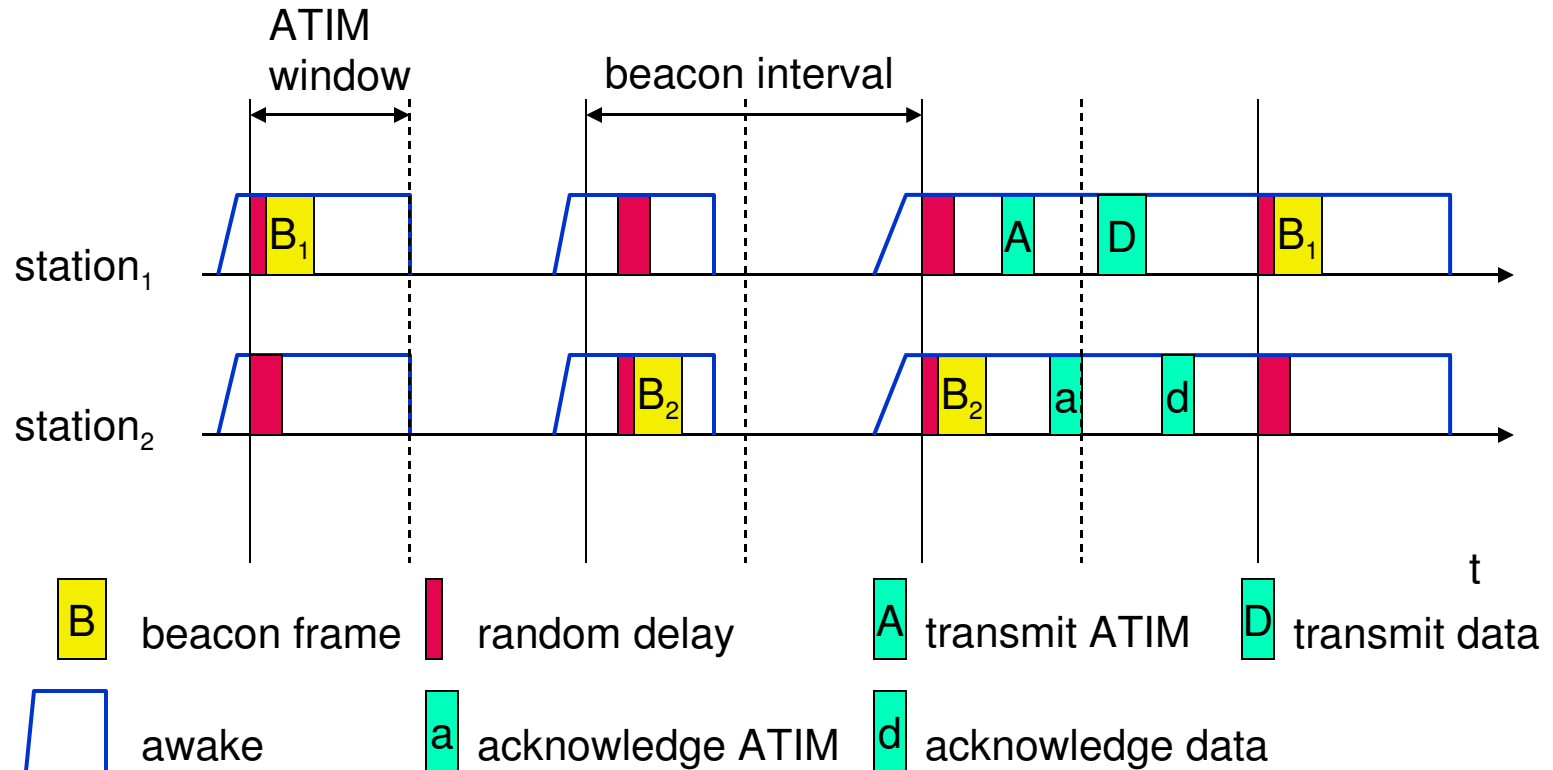 ATIM
window
beacon interval
station₁
B₁
A
D
B₁
station₂
B₂
B₂
a
d
t
B
beacon frame
random delay
A
transmit ATIM
D
transmit data
awake
a
acknowledge ATIM
d
acknowledge data